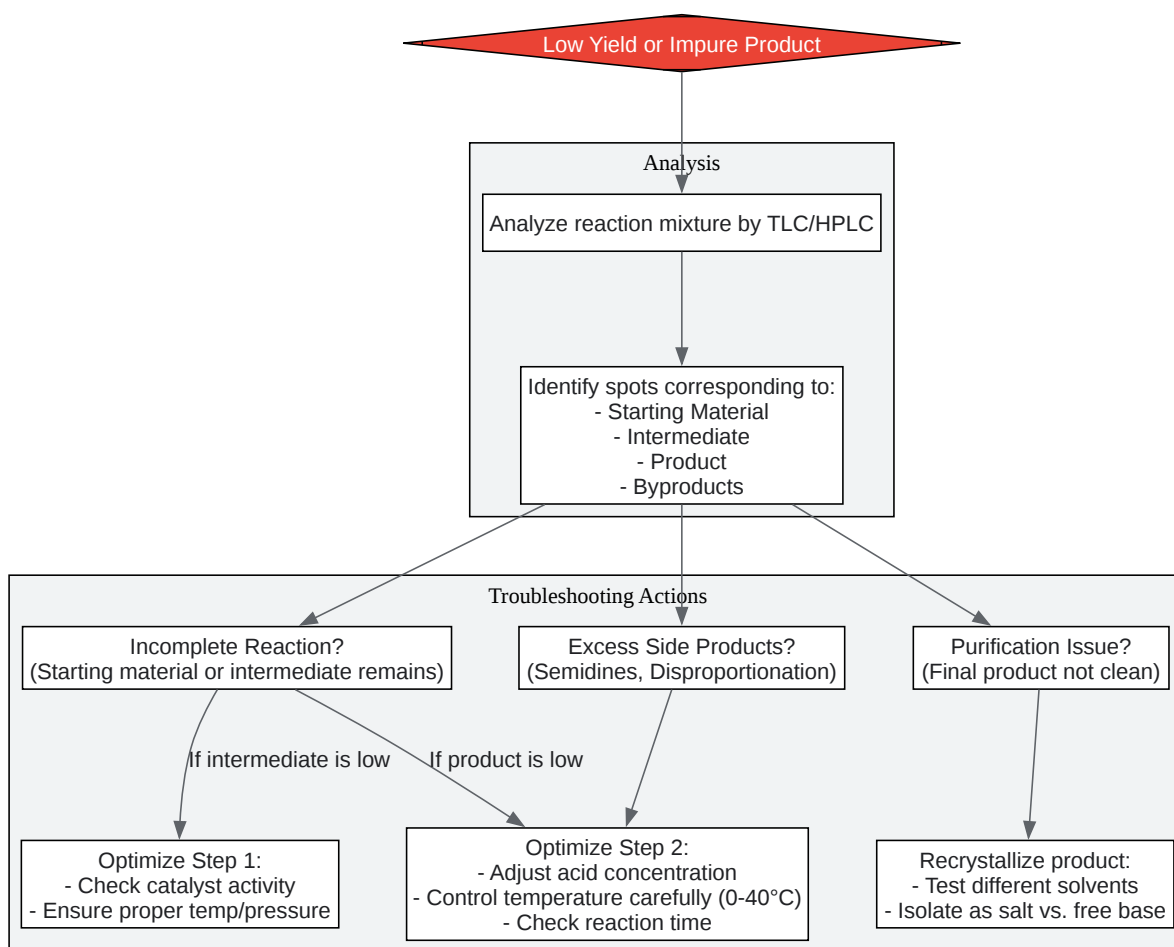 Low Yield or Impure Product
Analysis
Analyze reaction mixture by TLC/HPLC
Identify spots corresponding to:
- Starting Material
- Intermediate
- Product
- Byproducts
Troubleshooting Actions
Incomplete Reaction?
(Starting material or intermediate remains)
Excess Side Products?
(Semidines, Disproportionation)
Purification Issue?
(Final product not clean)
If intermediate is low
If product is low
Optimize Step 1:
- Check catalyst activity
- Ensure proper temp/pressure
Optimize Step 2:
- Adjust acid concentration
- Control temperature carefully (0-40°C)
- Check reaction time
Recrystallize product:
- Test different solvents
- Isolate as salt vs. free base